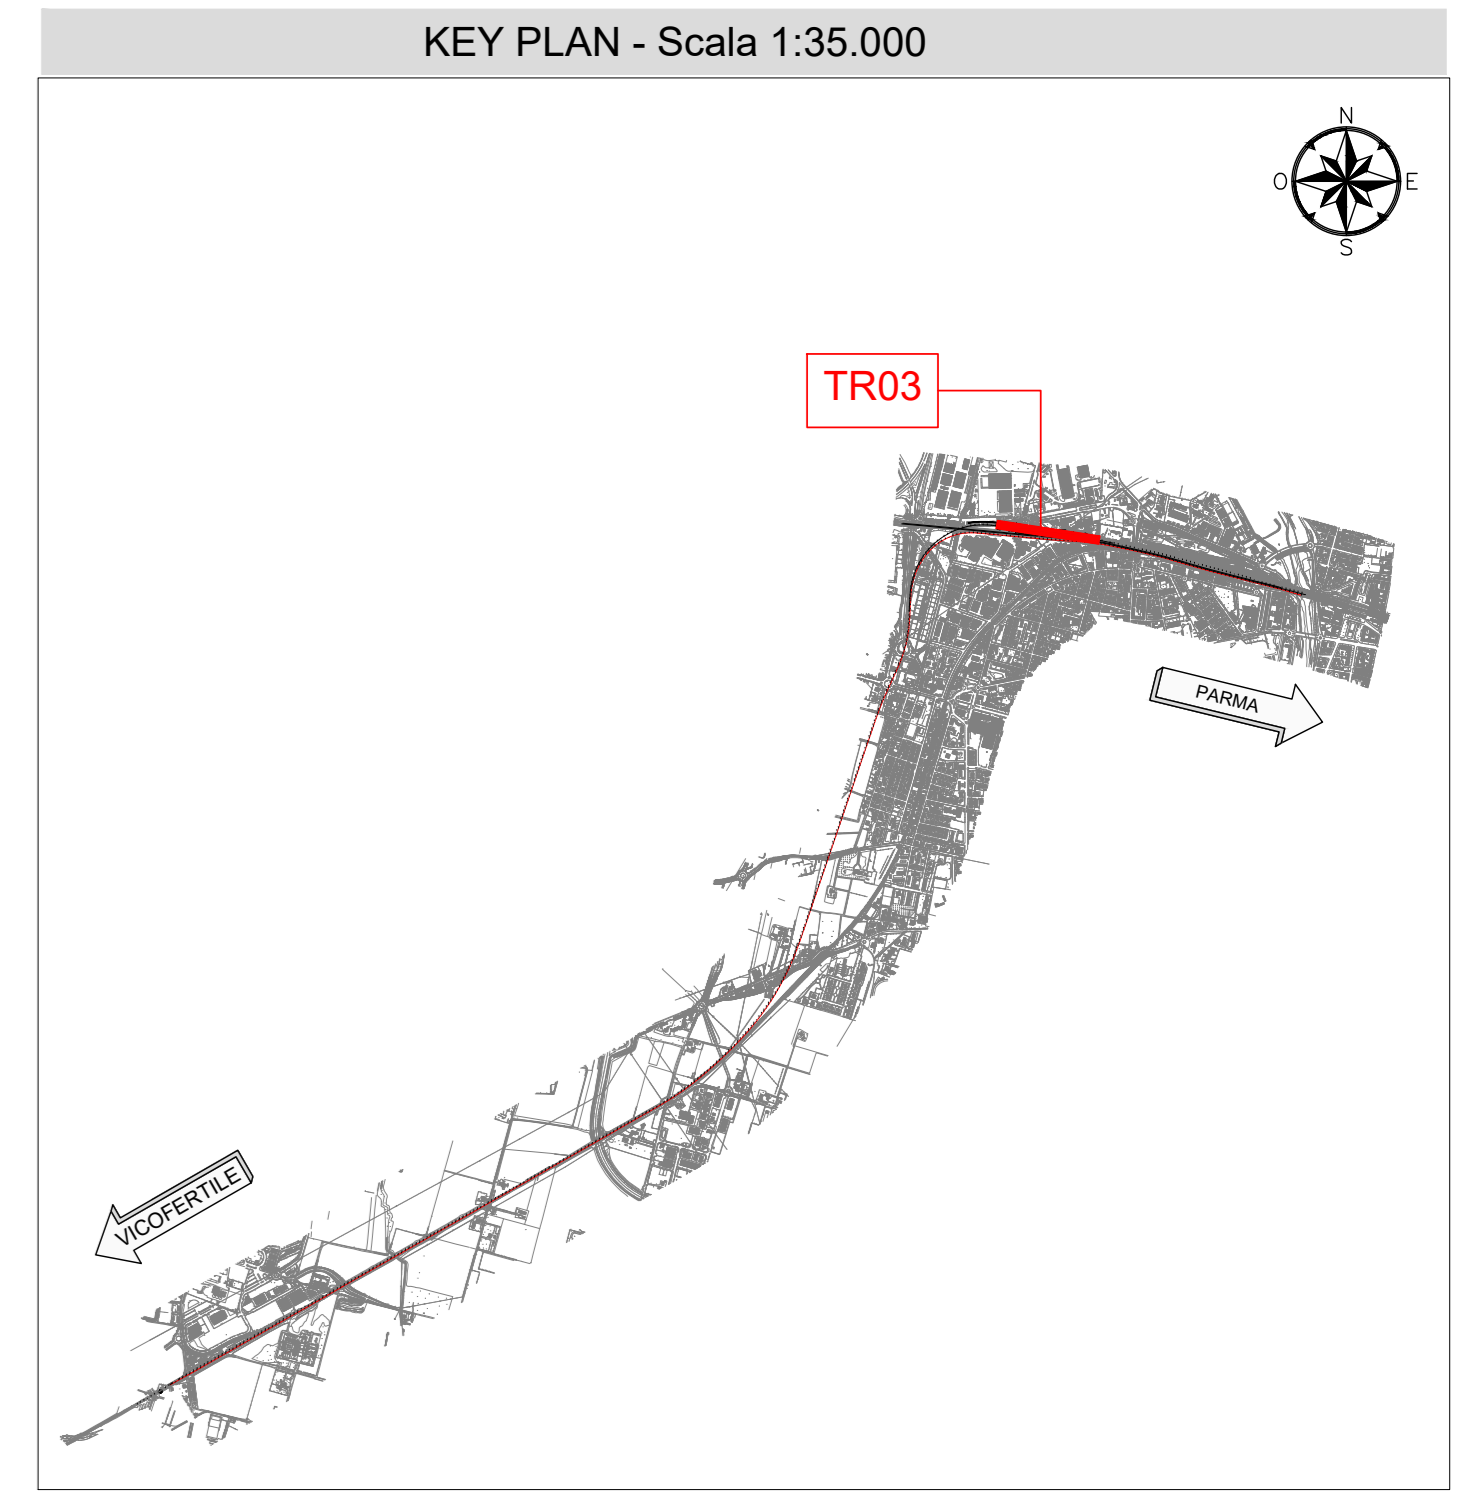 KEY PLAN - Scala 1:35.000
N
O
E
S
TR03
PARMA
VICOFERTILE